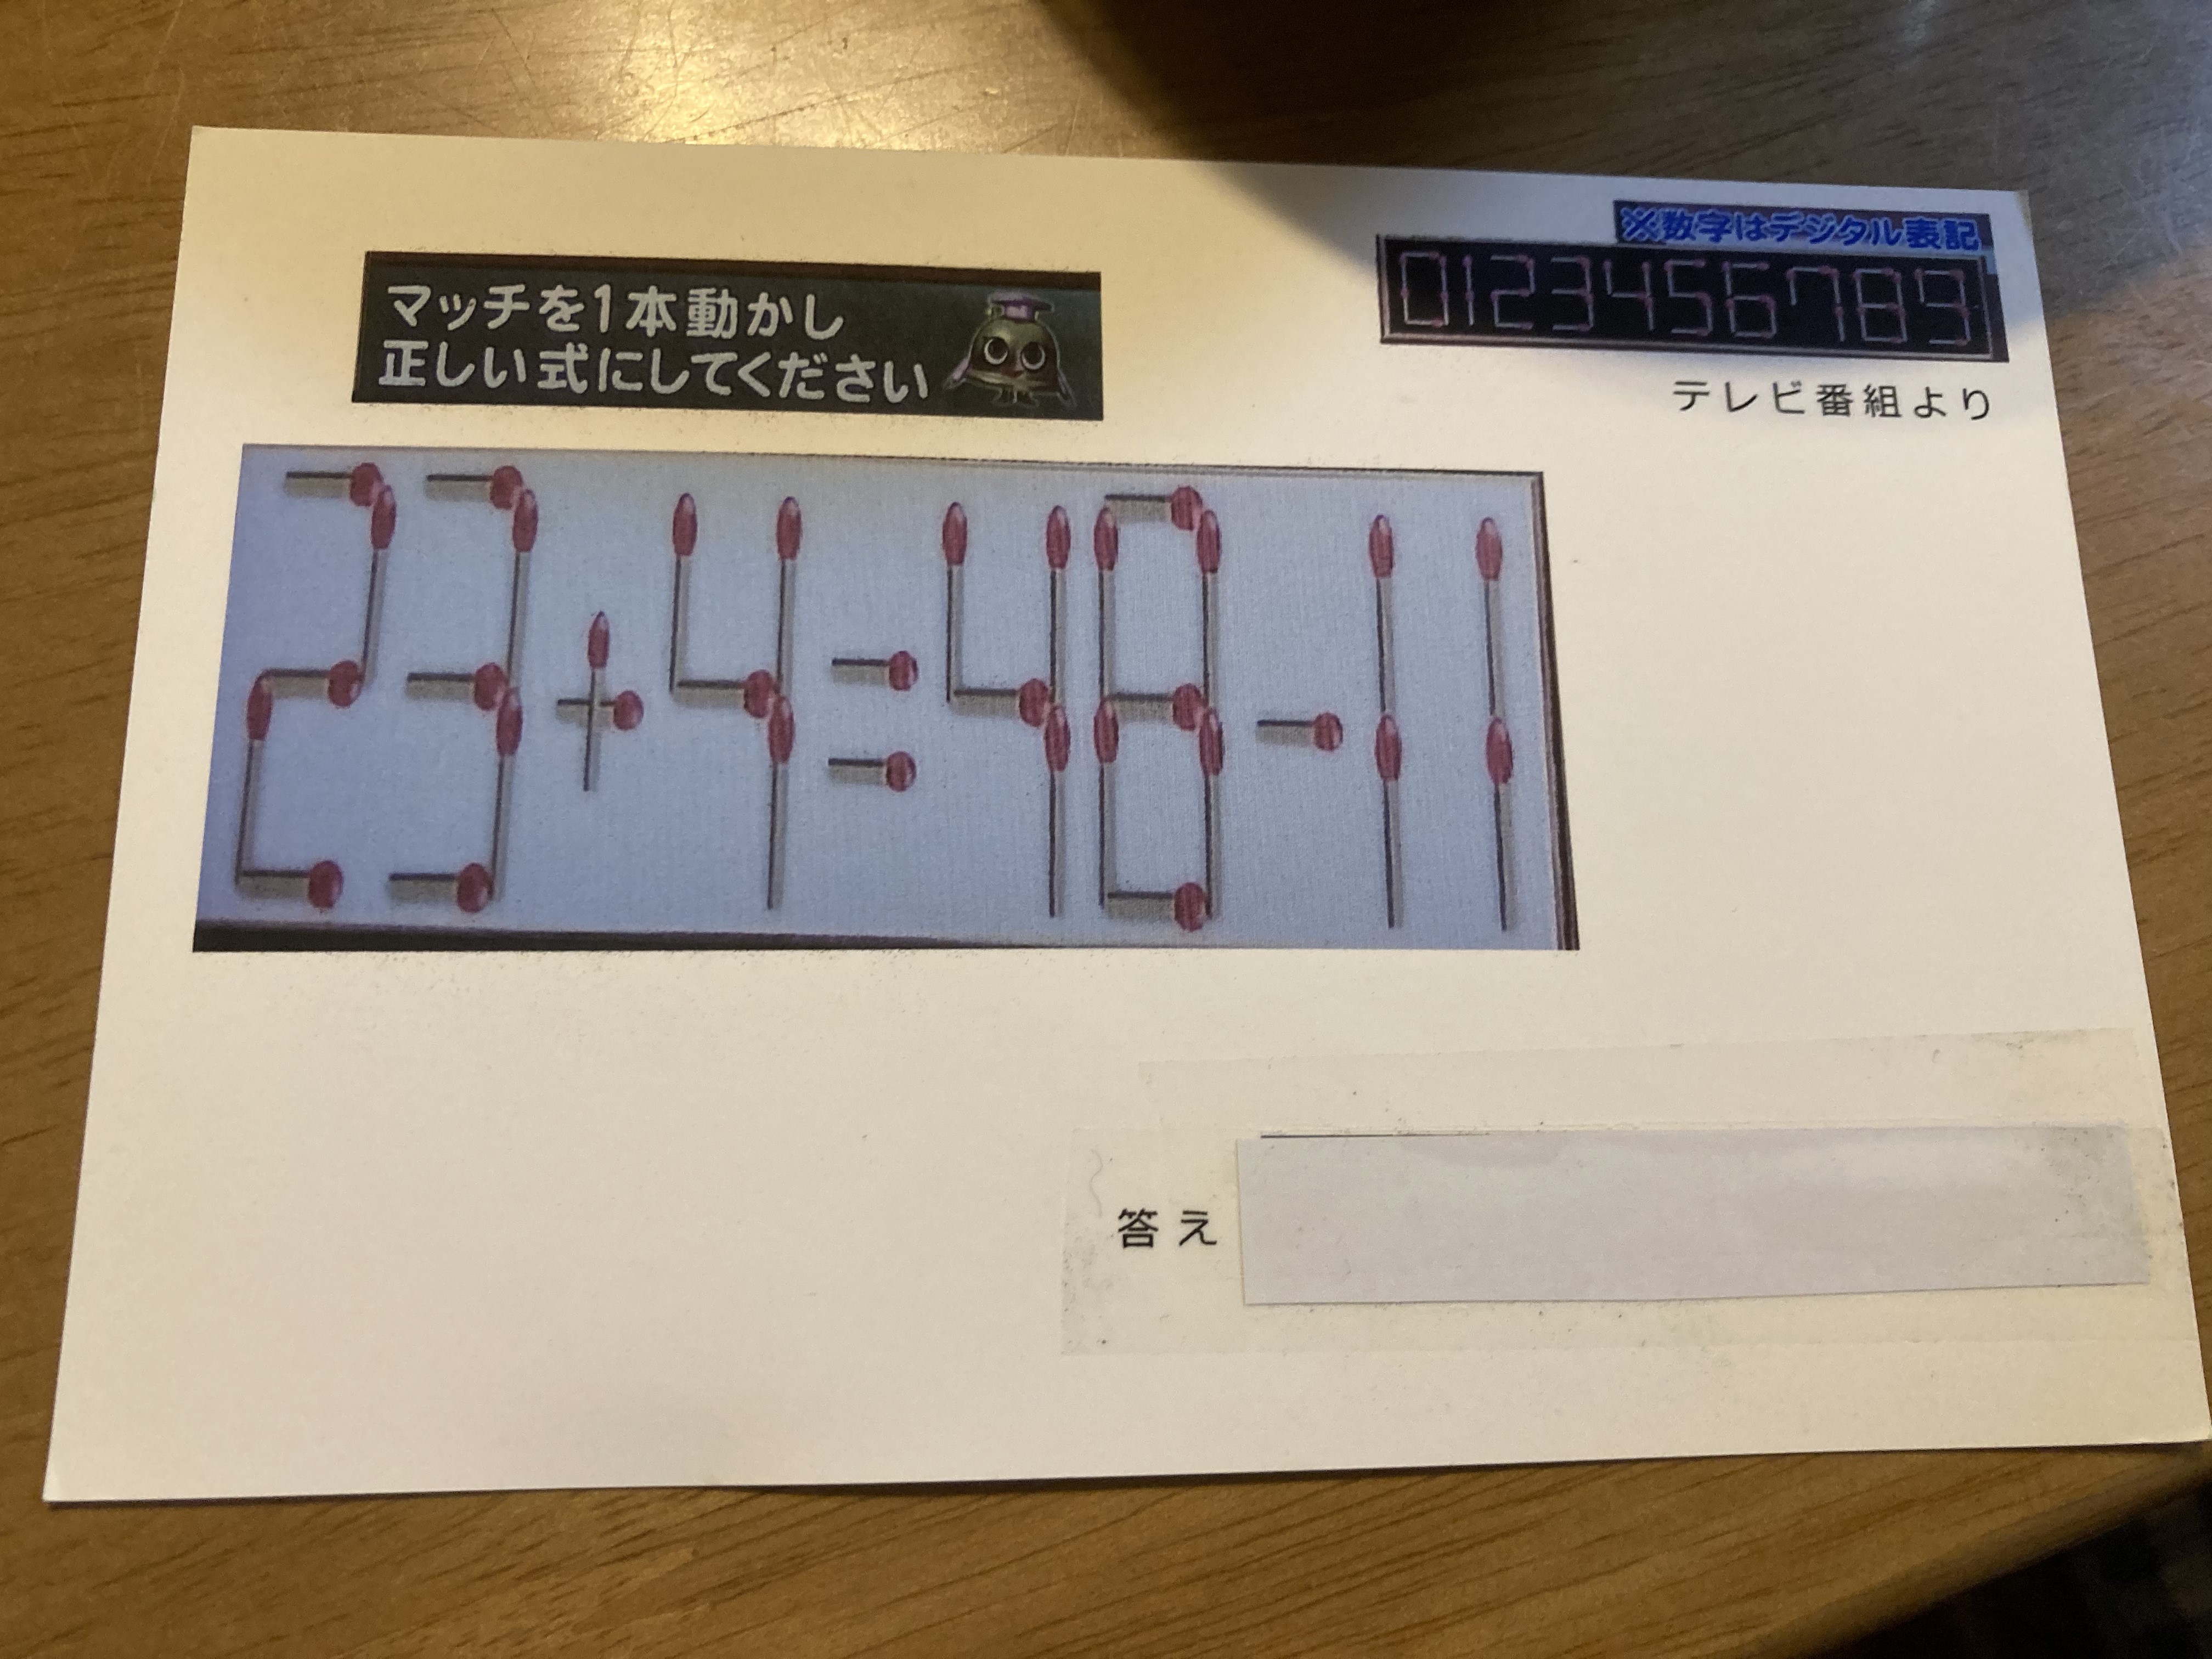 ※数字はデジタル表記
0123456789
マッチを1本動かし
正しい式にしてください
テレビ番組より
23+4=48-11
答え